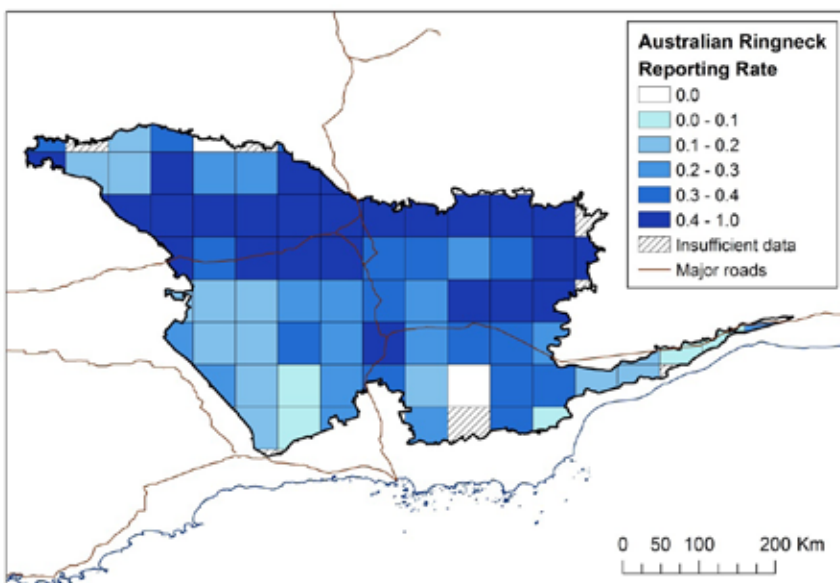 Australian Ringneck
Reporting Rate
0.0
0.0 - 0.1
0.1 - 0.2
0.2 - 0.3
0.3 - 0.4
0.4 - 1.0
Insufficient data
Major roads
0 50 100 200 Km